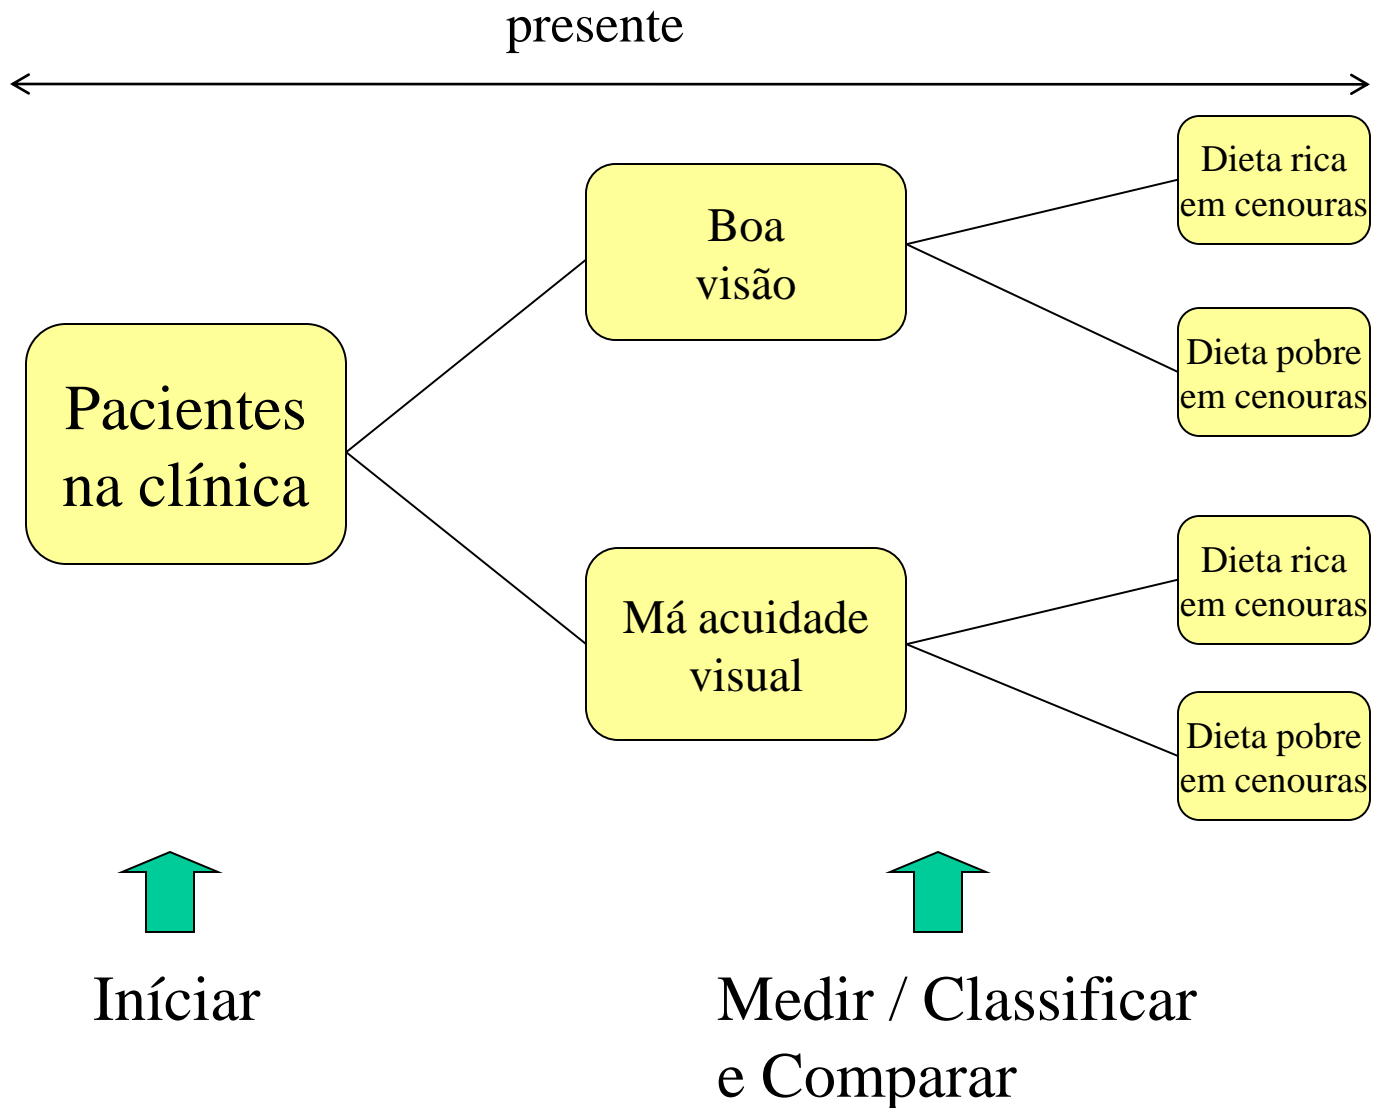 presente
Dieta rica
em cenouras
Boa
visão
Dieta pobre
em cenouras
Pacientes
na clínica
Dieta rica
em cenouras
Má acuidade
visual
Dieta pobre
em cenouras
Iníciar
Medir / Classificar
e Comparar